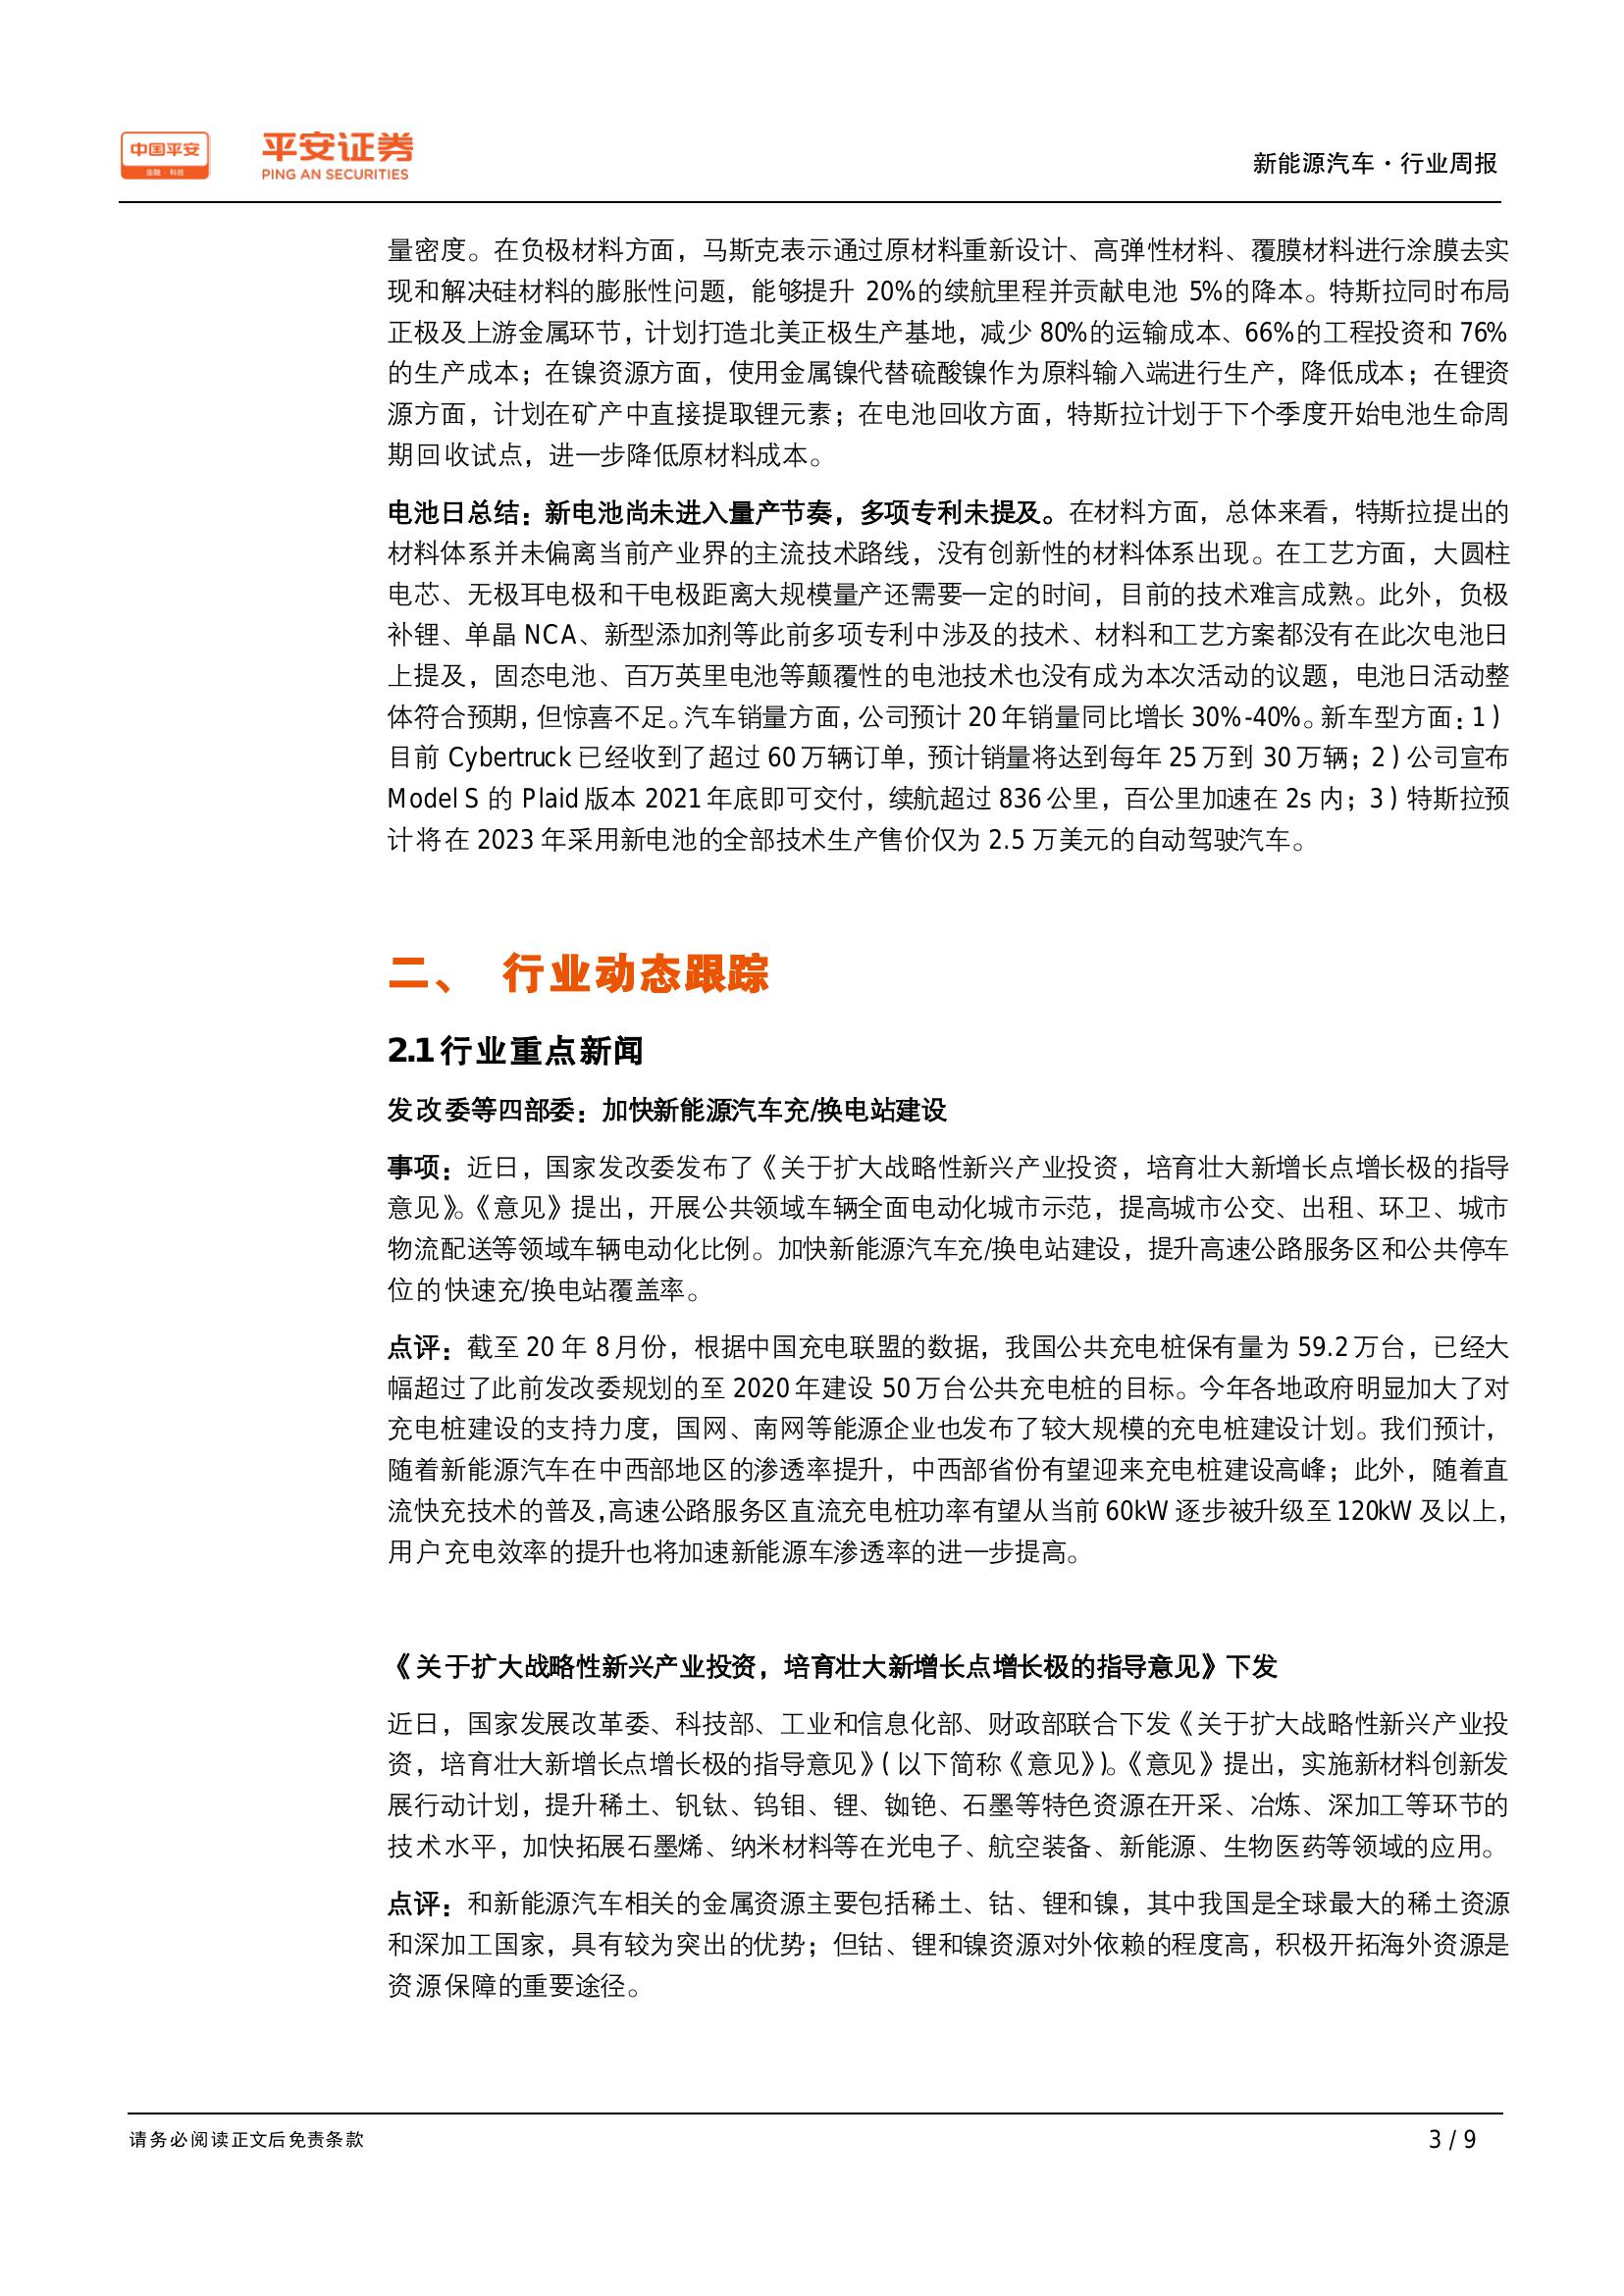 中国平安
金融·科技
平安证券
PING AN SECURITIES
新能源汽车·行业周报
量密度。在负极材料方面，马斯克表示通过原材料重新设计、高弹性材料、覆膜材料进行涂膜去实
现和解决硅材料的膨胀性问题，能够提升 20%的续航里程并贡献电池 5%的降本。特斯拉同时布局
正极及上游金属环节，计划打造北美正极生产基地，减少 80%的运输成本、66%的工程投资和 76%
的生产成本；在镍资源方面，使用金属镍代替硫酸镍作为原料输入端进行生产，降低成本；在锂资
源方面，计划在矿产中直接提取锂元素；在电池回收方面，特斯拉计划于下个季度开始电池生命周
期回收试点，进一步降低原材料成本。
电池日总结：新电池尚未进入量产节奏，多项专利未提及。在材料方面，总体来看，特斯拉提出的
材料体系并未偏离当前产业界的主流技术路线，没有创新性的材料体系出现。在工艺方面，大圆柱
电芯、无极耳电极和干电极距离大规模量产还需要一定的时间，目前的技术难言成熟。此外，负极
补锂、单晶 NCA、新型添加剂等此前多项专利中涉及的技术、材料和工艺方案都没有在此次电池日
上提及，固态电池、百万英里电池等颠覆性的电池技术也没有成为本次活动的议题，电池日活动整
体符合预期，但惊喜不足。汽车销量方面，公司预计 20 年销量同比增长 30%-40%。新车型方面：1）
目前 Cybertruck 已经收到了超过 60 万辆订单，预计销量将达到每年 25 万到 30 万辆；2）公司宣布
Model S 的 Plaid 版本 2021 年底即可交付，续航超过 836 公里，百公里加速在 2s 内；3）特斯拉预
计将在 2023 年采用新电池的全部技术生产售价仅为 2.5 万美元的自动驾驶汽车。
二、 行业动态跟踪
2.1 行业重点新闻
发改委等四部委：加快新能源汽车充/换电站建设
事项：近日，国家发改委发布了《关于扩大战略性新兴产业投资，培育壮大新增长点增长极的指导
意见》。《意见》提出，开展公共领域车辆全面电动化城市示范，提高城市公交、出租、环卫、城市
物流配送等领域车辆电动化比例。加快新能源汽车充/换电站建设，提升高速公路服务区和公共停车
位的快速充/换电站覆盖率。
点评：截至 20 年 8 月份，根据中国充电联盟的数据，我国公共充电桩保有量为 59.2 万台，已经大
幅超过了此前发改委规划的至 2020 年建设 50 万台公共充电桩的目标。今年各地政府明显加大了对
充电桩建设的支持力度，国网、南网等能源企业也发布了较大规模的充电桩建设计划。我们预计，
随着新能源汽车在中西部地区的渗透率提升，中西部省份有望迎来充电桩建设高峰；此外，随着直
流快充技术的普及，高速公路服务区直流充电桩功率有望从当前 60kW 逐步被升级至 120kW 及以上，
用户充电效率的提升也将加速新能源车渗透率的进一步提高。
《关于扩大战略性新兴产业投资，培育壮大新增长点增长极的指导意见》下发
近日，国家发展改革委、科技部、工业和信息化部、财政部联合下发《关于扩大战略性新兴产业投
资，培育壮大新增长点增长极的指导意见》（以下简称《意见》）。《意见》提出，实施新材料创新发
展行动计划，提升稀土、钒钛、钨钼、锂、铷铯、石墨等特色资源在开采、冶炼、深加工等环节的
技术水平，加快拓展石墨烯、纳米材料等在光电子、航空装备、新能源、生物医药等领域的应用。
点评：和新能源汽车相关的金属资源主要包括稀土、钴、锂和镍，其中我国是全球最大的稀土资源
和深加工国家，具有较为突出的优势；但钴、锂和镍资源对外依赖的程度高，积极开拓海外资源是
资源保障的重要途径。
请务必阅读正文后免责条款
3 / 9